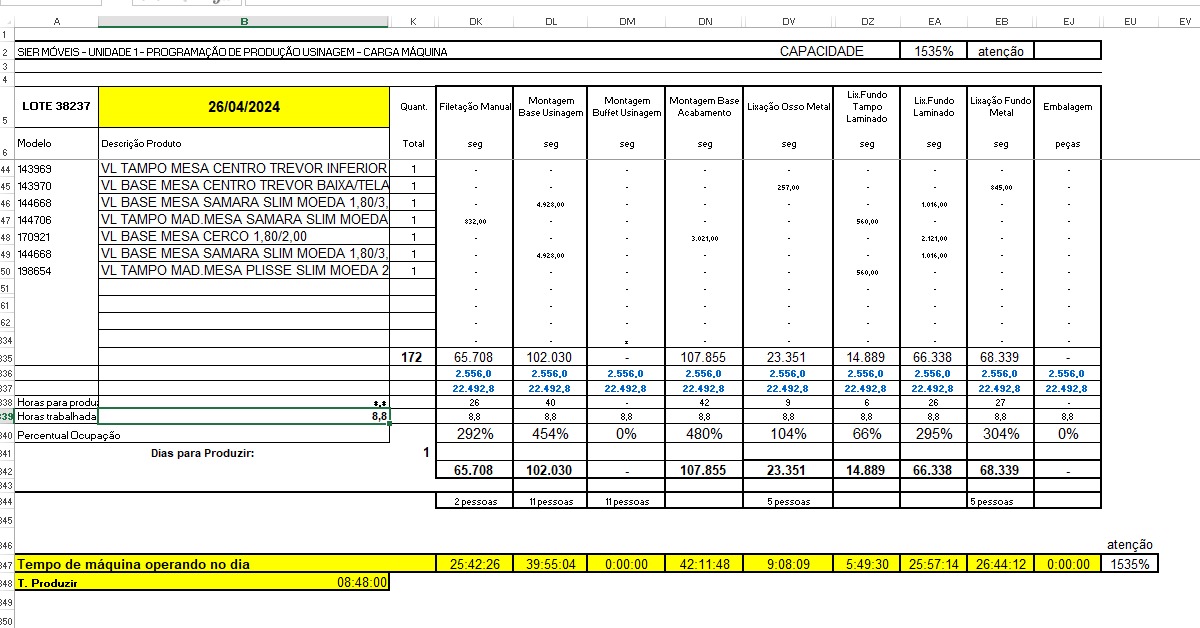 A B K DK DL DM DN DV DZ EA EB EJ EU EV
1
2 SIER MÓVEIS - UNIDADE 1 - PROGRAMAÇÃO DE PRODUÇÃO USINAGEM - CARGA MÁQUINA CAPACIDADE 1535% atenção
3
4
5 LOTE 38237 26/04/2024 Quant. Filetação Manual Montagem Base Usinagem Montagem Buffet Usinagem Montagem Base Acabamento Lixação Osso Metal Lix.Fundo Tampo Laminado Lix.Fundo Laminado Lixação Fundo Metal Embalagem
6 Modelo Descrição Produto Total seg seg seg seg seg seg seg seg peças
44 143969 VL TAMPO MESA CENTRO TREVOR INFERIOR 1 - - - - - - - - -
45 143970 VL BASE MESA CENTRO TREVOR BAIXA/TELA 1 - - - - 257,00 - - 845,00 -
46 144668 VL BASE MESA SAMARA SLIM MOEDA 1,80/3, 1 - 4.928,00 - - - - 1.016,00 - -
47 144706 VL TAMPO MAD.MESA SAMARA SLIM MOEDA 1 832,00 - - - - 560,00 - - -
48 170921 VL BASE MESA CERCO 1,80/2,00 1 - - - 3.021,00 - - 2.121,00 - -
49 144668 VL BASE MESA SAMARA SLIM MOEDA 1,80/3, 1 - 4.928,00 - - - - 1.016,00 - -
50 198654 VL TAMPO MAD.MESA PLISSE SLIM MOEDA 2 1 - - - - - 560,00 - - -
51 - - - - - - - - -
61 - - - - - - - - -
62 - - - - - - - - -
334 - - - - - - - -
335 172 65.708 102.030 - 107.855 23.351 14.889 66.338 68.339 -
336 2.556,0 2.556,0 2.556,0 2.556,0 2.556,0 2.556,0 2.556,0 2.556,0 2.556,0
337 22.492,8 22.492,8 22.492,8 22.492,8 22.492,8 22.492,8 22.492,8 22.492,8 22.492,8
338 Horas para produz 26 40 - 42 9 6 26 27 -
339 Horas trabalhada 8,8 8,8 8,8 8,8 8,8 8,8 8,8 8,8 8,8 8,8
340 Percentual Ocupação 292% 454% 0% 480% 104% 66% 295% 304% 0%
341 Dias para Produzir: 1
342 65.708 102.030 - 107.855 23.351 14.889 66.338 68.339 -
343
344 2 pessoas 11 pessoas 11 pessoas 5 pessoas 5 pessoas
345
346 atenção
347 Tempo de máquina operando no dia 25:42:26 39:55:04 0:00:00 42:11:48 9:08:09 5:49:30 25:57:14 26:44:12 0:00:00 1535%
348 T. Produzir 08:48:00
349
350